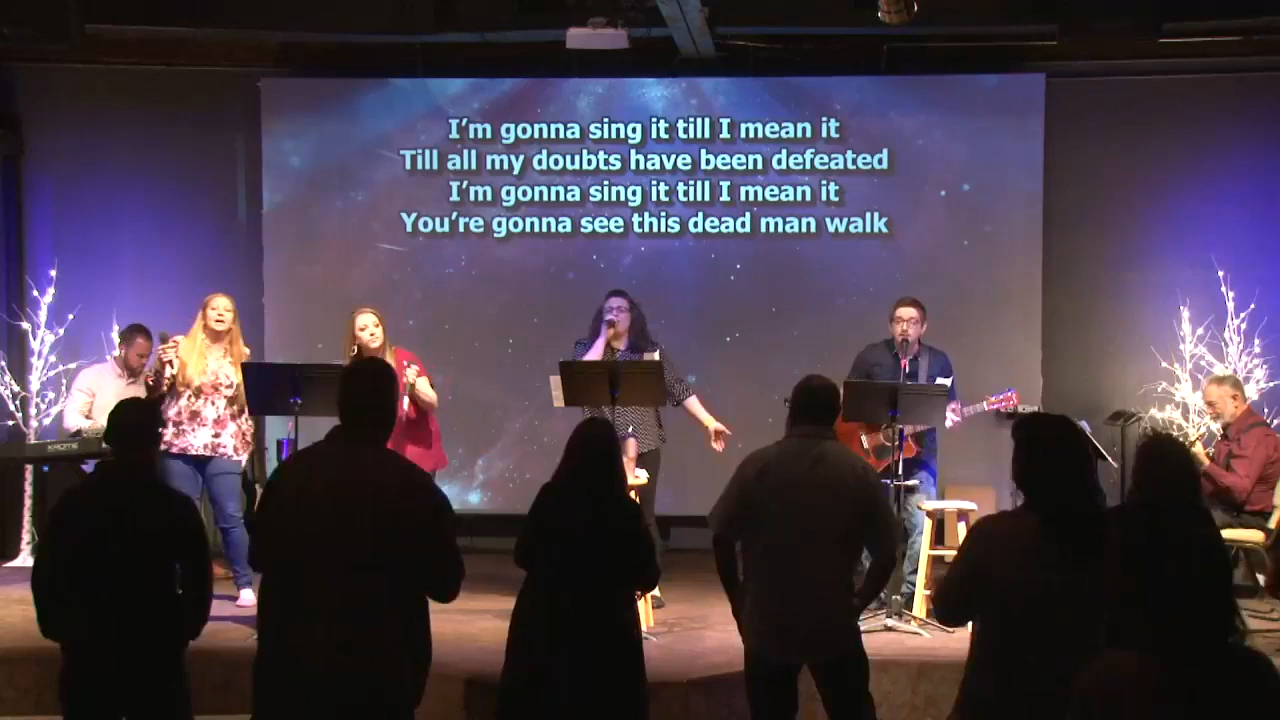 I'm gonna sing it till I mean it
Till all my doubts have been defeated
I'm gonna sing it till I mean it
You're gonna see this dead man walk
KROME